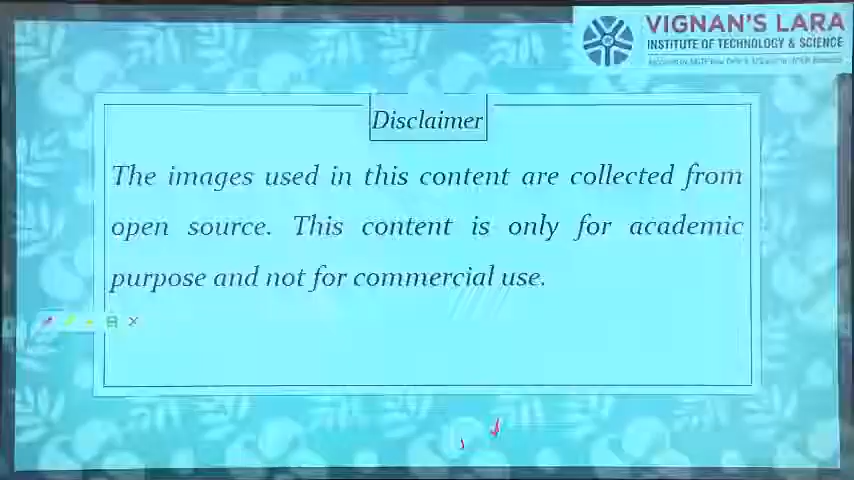 VIGNAN'S LARA
INSTITUTE OF TECHNOLOGY & SCIENCE
Disclaimer
The images used in this content are collected from
open source. This content is only for academic
purpose and not for commercial use.